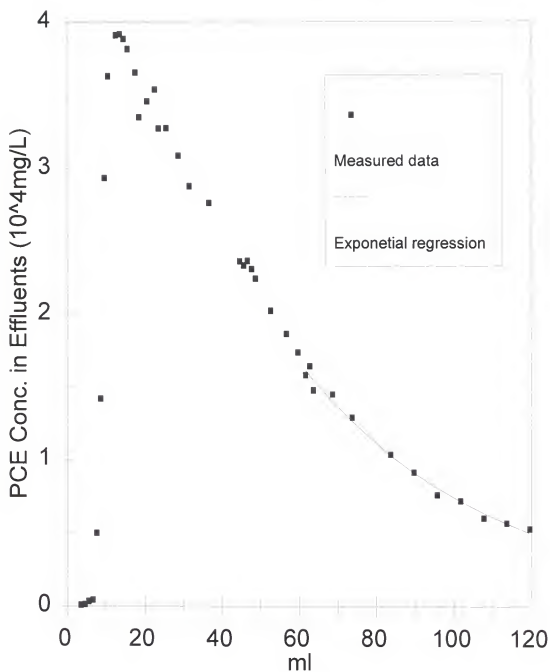 4
3
2
1
0
PCE Conc. in Effluents (10^4mg/L)
Measured data
Exponetial regression
0 20 40 60 80 100 120
ml